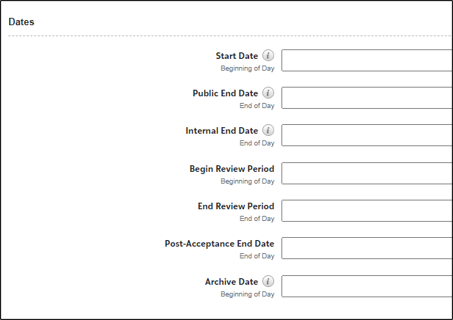 Dates
Start Date
Beginning of Day
Public End Date
End of Day
Internal End Date
End of Day
Begin Review Period
Beginning of Day
End Review Period
End of Day
Post-Acceptance End Date
End of Day
Archive Date
Beginning of Day